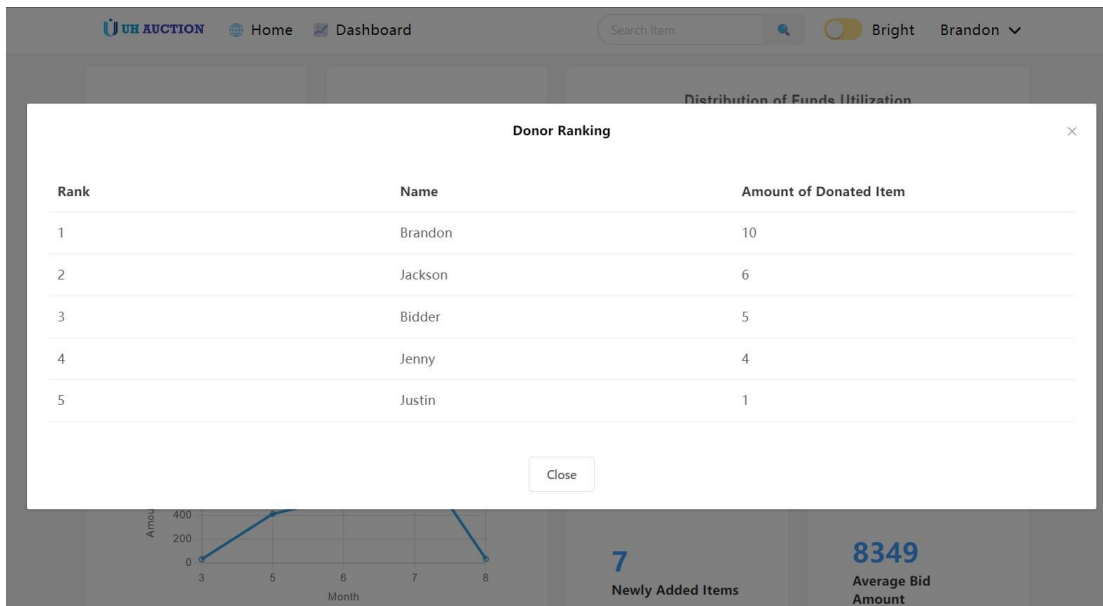 UH AUCTION Home Dashboard Search Item Bright Brandon
Distribution of Funds Utilization
Donor Ranking
Rank Name Amount of Donated Item
1 Brandon 10
2 Jackson 6
3 Bidder 5
4 Jenny 4
5 Justin 1
Close
400
200
0
3 5 6 7 8
Month
7
Newly Added Items
8349
Average Bid
Amount